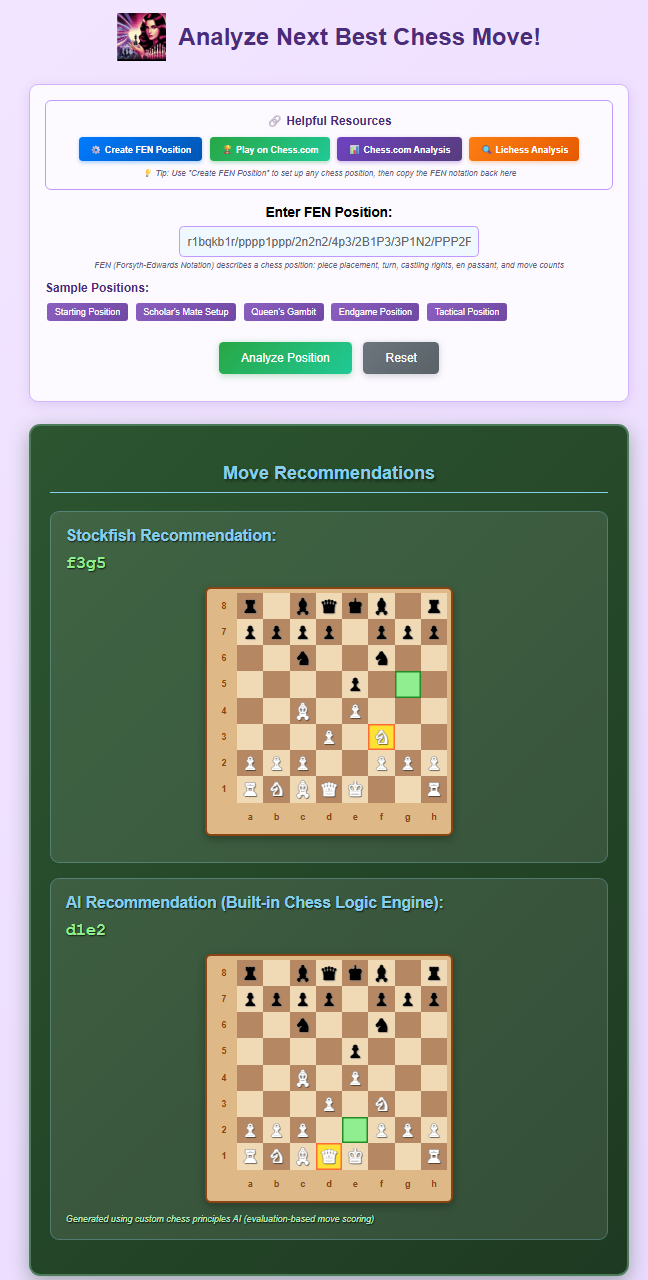 Analyze Next Best Chess Move!
🔗 Helpful Resources
⚙️ Create FEN Position
🏆 Play on Chess.com
📊 Chess.com Analysis
🔍 Lichess Analysis
💡 Tip: Use "Create FEN Position" to set up any chess position, then copy the FEN notation back here
Enter FEN Position:
r1bqkb1r/pppp1ppp/2n2n2/4p3/2B1P3/3P1N2/PPP2F
FEN (Forsyth-Edwards Notation) describes a chess position: piece placement, turn, castling rights, en passant, and move counts
Sample Positions:
Starting Position
Scholar's Mate Setup
Queen's Gambit
Endgame Position
Tactical Position
Analyze Position
Reset
Move Recommendations
Stockfish Recommendation:
f3g5
8
7
6
5
4
3
2
1
a b c d e f g h
AI Recommendation (Built-in Chess Logic Engine):
d1e2
8
7
6
5
4
3
2
1
a b c d e f g h
Generated using custom chess principles AI (evaluation-based move scoring)